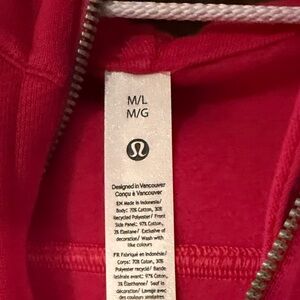 M/L
M/G
Designed in Vancouver
Conçu à Vancouver
EN Made in Indonesia/
Body: 70% Cotton, 30%
Recycled Polyester/ Front
Side Panel: 97% Cotton,
3% Elastane/ Exclusive of
decoration/ Wash with
like colours
FR Fabriqué en Indonésie/
Corps: 70% Coton, 30%
Polyester recyclé/ Bande
latérale avant: 97% Coton,
3% Élasthanne/ Sauf la
décoration/ Laver avec
des couleurs similaires